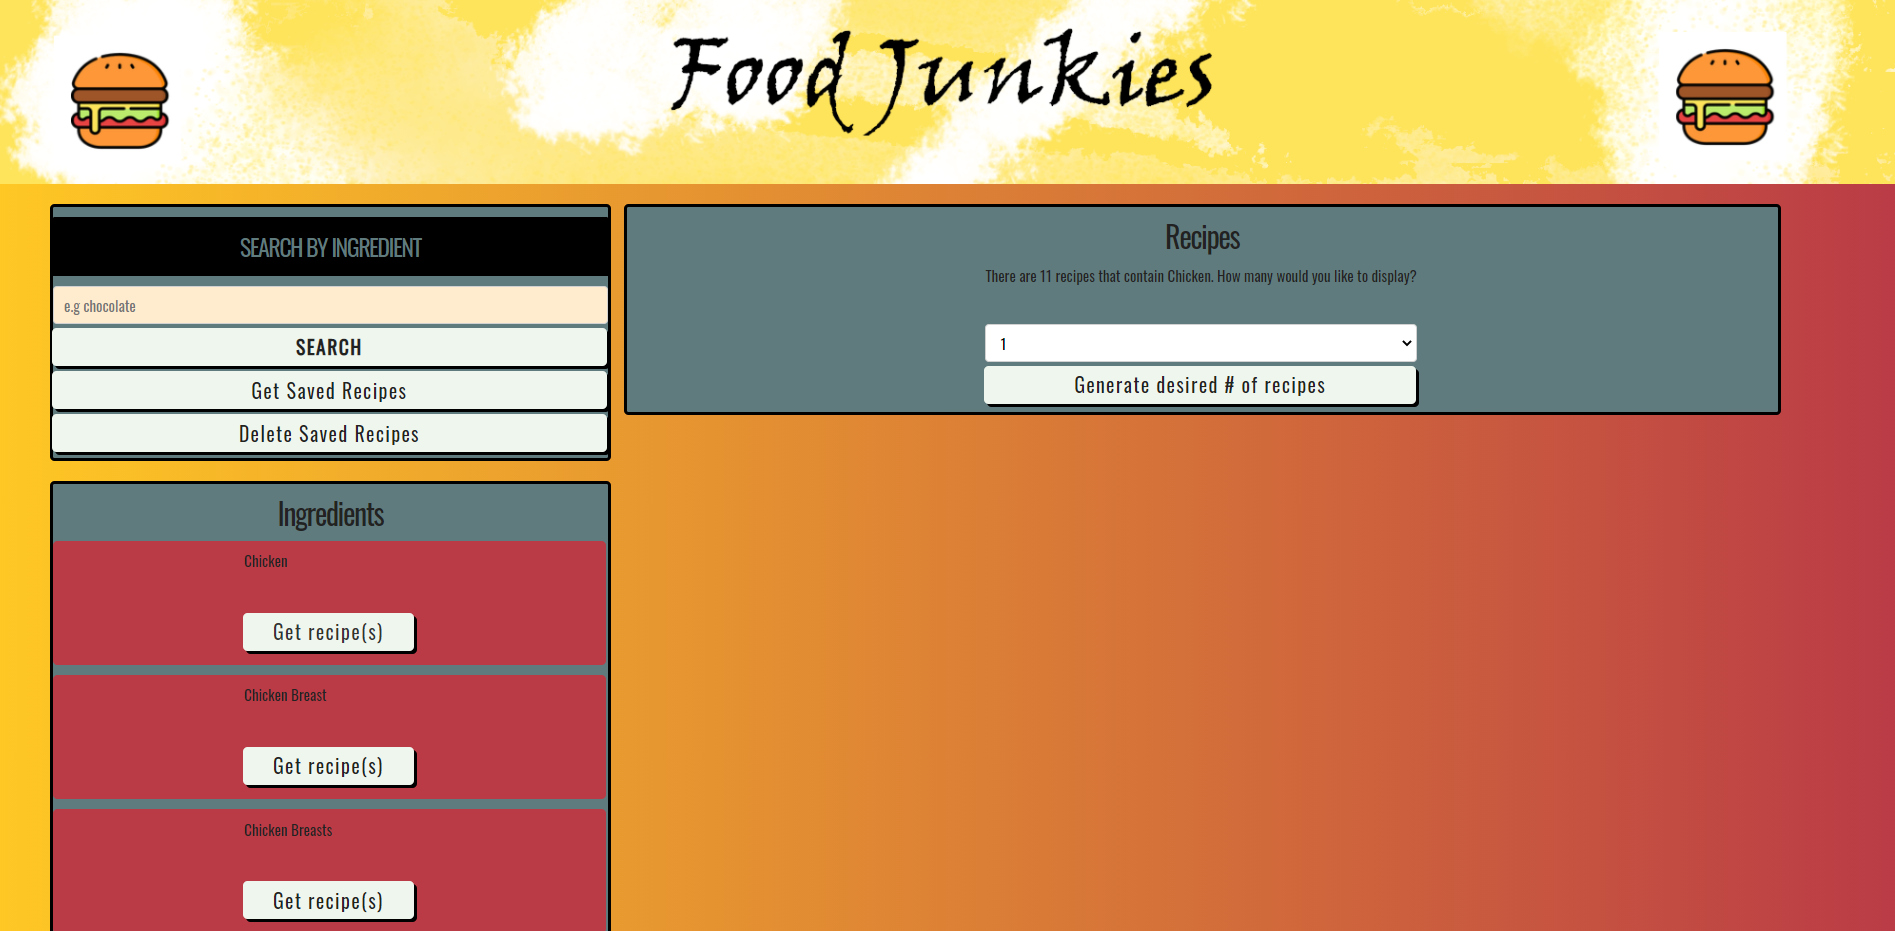 Food Junkies
SEARCH BY INGREDIENT
e.g chocolate
SEARCH
Get Saved Recipes
Delete Saved Recipes
Ingredients
Chicken
Get recipe(s)
Chicken Breast
Get recipe(s)
Chicken Breasts
Get recipe(s)
Recipes
There are 11 recipes that contain Chicken. How many would you like to display?
1
Generate desired # of recipes